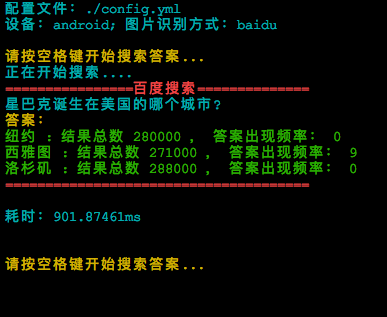 配置文件: ./config.yml
设备: android; 图片识别方式: baidu
请按空格键开始搜索答案...
正在开始搜索....
================百度搜索==============
星巴克诞生在美国的哪个城市?
答案:
纽约 : 结果总数 280000 , 答案出现频率: 0
西雅图 : 结果总数 271000 , 答案出现频率: 9
洛杉矶 : 结果总数 288000 , 答案出现频率: 0
======================================
耗时: 901.87461ms
请按空格键开始搜索答案...